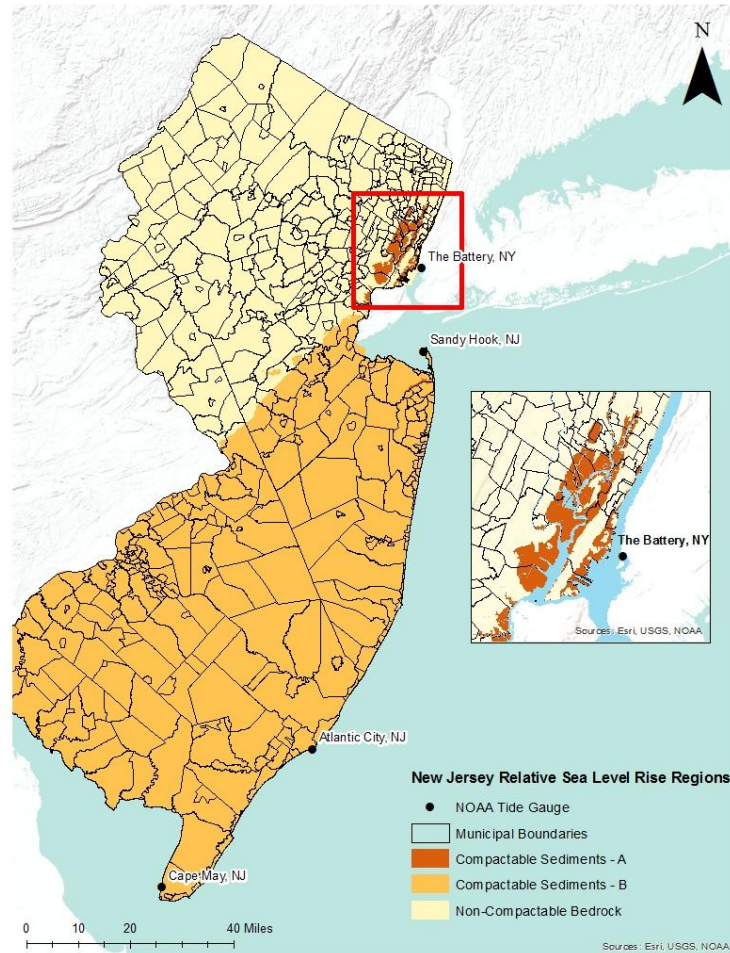 N
The Battery, NY
Sandy Hook, NJ
The Battery, NY
Sources: Esri, USGS, NOAA
Atlantic City, NJ
New Jersey Relative Sea Level Rise Regions
NOAA Tide Gauge
Municipal Boundaries
Compactable Sediments - A
Compactable Sediments - B
Non-Compactable Bedrock
Cape May, NJ
0 10 20 40 Miles
Sources: Esri, USGS, NOAA